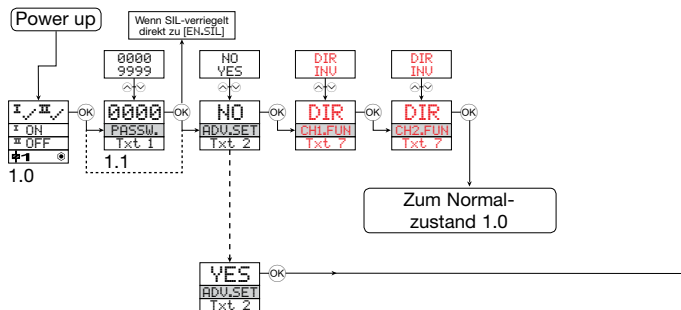 Power up
Wenn SIL-verriegelt
direkt zu [EN.SIL]
0000
9999
NO
YES
DIR
INV
DIR
INV
I / II /
I ON
II OFF
1
1.0
OK
0000
PASSW.
Txt 1
1.1
OK
NO
ADV.SET
Txt 2
OK
DIR
CH1.FUN
Txt 7
OK
DIR
CH2.FUN
Txt 7
OK
Zum Normal-
zustand 1.0
YES
ADV.SET
Txt 2
OK